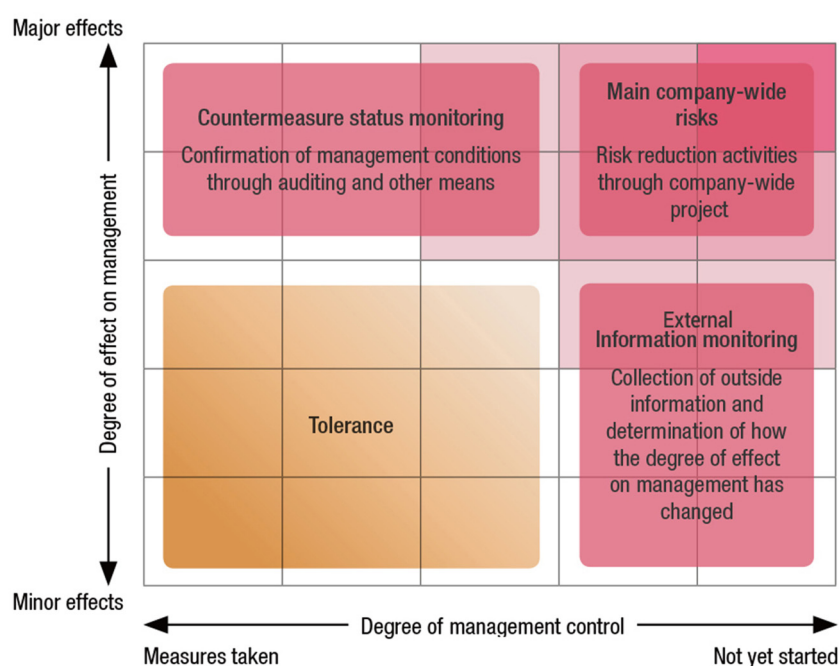 Major effects
Countermeasure status monitoring
Confirmation of management conditions
through auditing and other means
Main company-wide
risks
Risk reduction activities
through company-wide
project
Degree of effect on management
Tolerance
External
Information monitoring
Collection of outside
information and
determination of how
the degree of effect
on management has
changed
Minor effects
Degree of management control
Measures taken
Not yet started